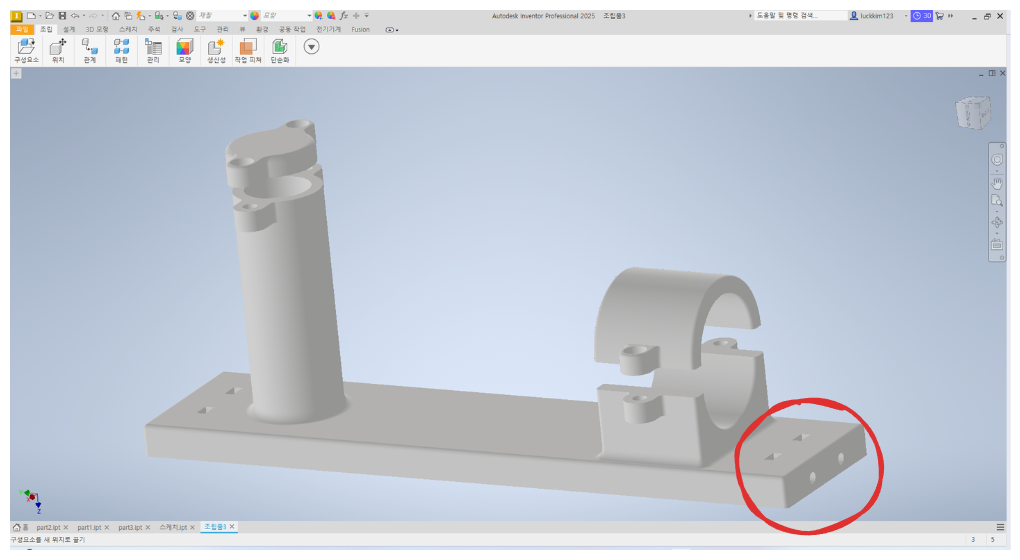 재질
모양
Autodesk Inventor Professional 2025 조립품3
도움말 및 명령 검색...
luckkim123
30
파일 조립 설계 3D 모형 스케치 주석 검사 도구 관리 뷰 환경 공동 작업 전기기계 Fusion
구성요소 위치 관계 패턴 관리 모양 생산성 작업 피쳐 단순화
Z
홈 part2.ipt part1.ipt part3.ipt 스케치.ipt 조립품3
구성요소를 새 위치로 끌기
3 5